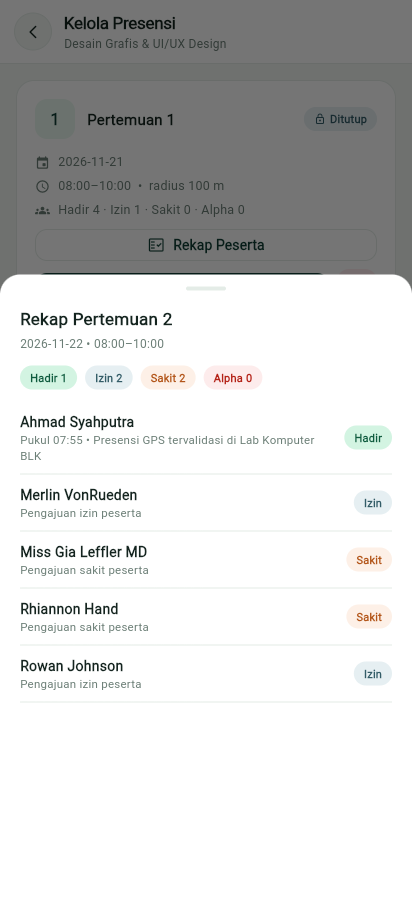 Kelola Presensi
Desain Grafis & UI/UX Design
1
Pertemuan 1
Ditutup
2026-11-21
08:00–10:00 • radius 100 m
Hadir 4 · Izin 1 · Sakit 0 · Alpha 0
Rekap Peserta
Rekap Pertemuan 2
2026-11-22 • 08:00–10:00
Hadir 1
Izin 2
Sakit 2
Alpha 0
Ahmad Syahputra
Pukul 07:55 • Presensi GPS tervalidasi di Lab Komputer
BLK
Hadir
Merlin VonRueden
Pengajuan izin peserta
Izin
Miss Gia Leffler MD
Pengajuan sakit peserta
Sakit
Rhiannon Hand
Pengajuan sakit peserta
Sakit
Rowan Johnson
Pengajuan izin peserta
Izin